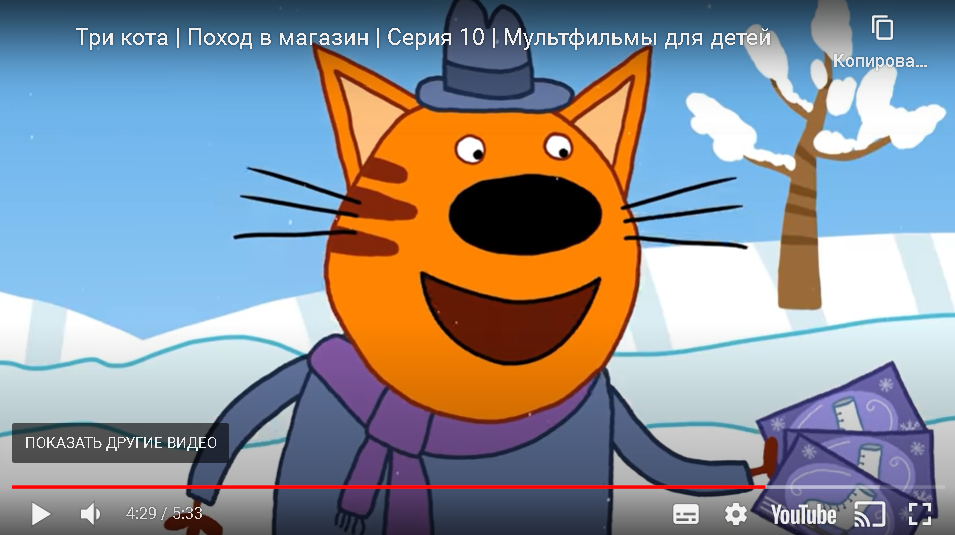 Три кота | Поход в магазин | Серия 10 | Мультфильмы для детей
Копирова...
ПОКАЗАТЬ ДРУГИЕ ВИДЕО
4:29 / 5:33
YouTube